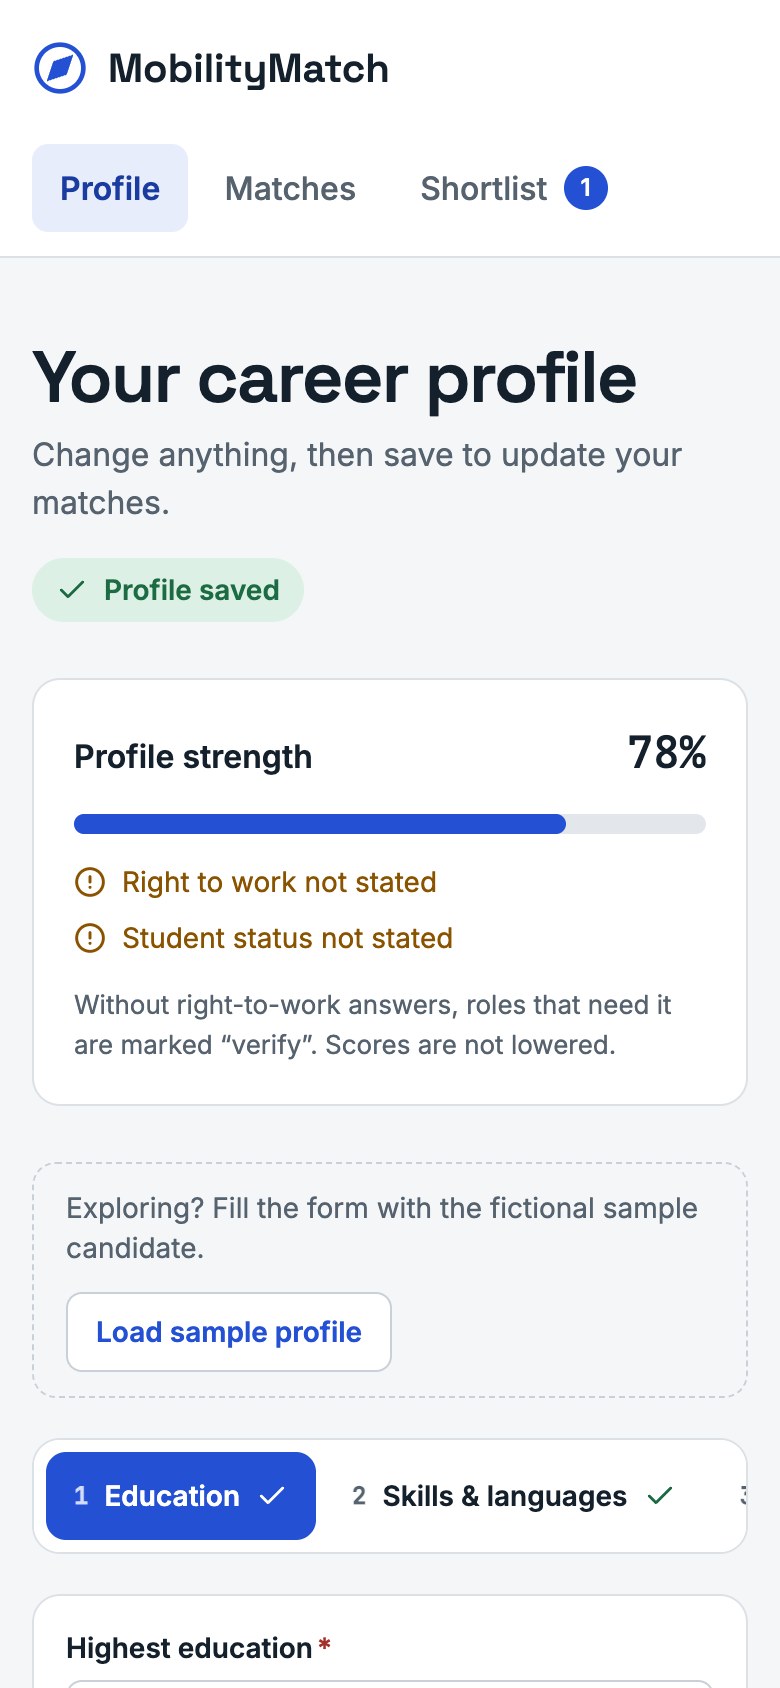 MobilityMatch
Profile Matches Shortlist 1
Your career profile
Change anything, then save to update your
matches.
Profile saved
Profile strength 78%
Right to work not stated
Student status not stated
Without right-to-work answers, roles that need it
are marked “verify”. Scores are not lowered.
Exploring? Fill the form with the fictional sample
candidate.
Load sample profile
1 Education 2 Skills & languages
Highest education *